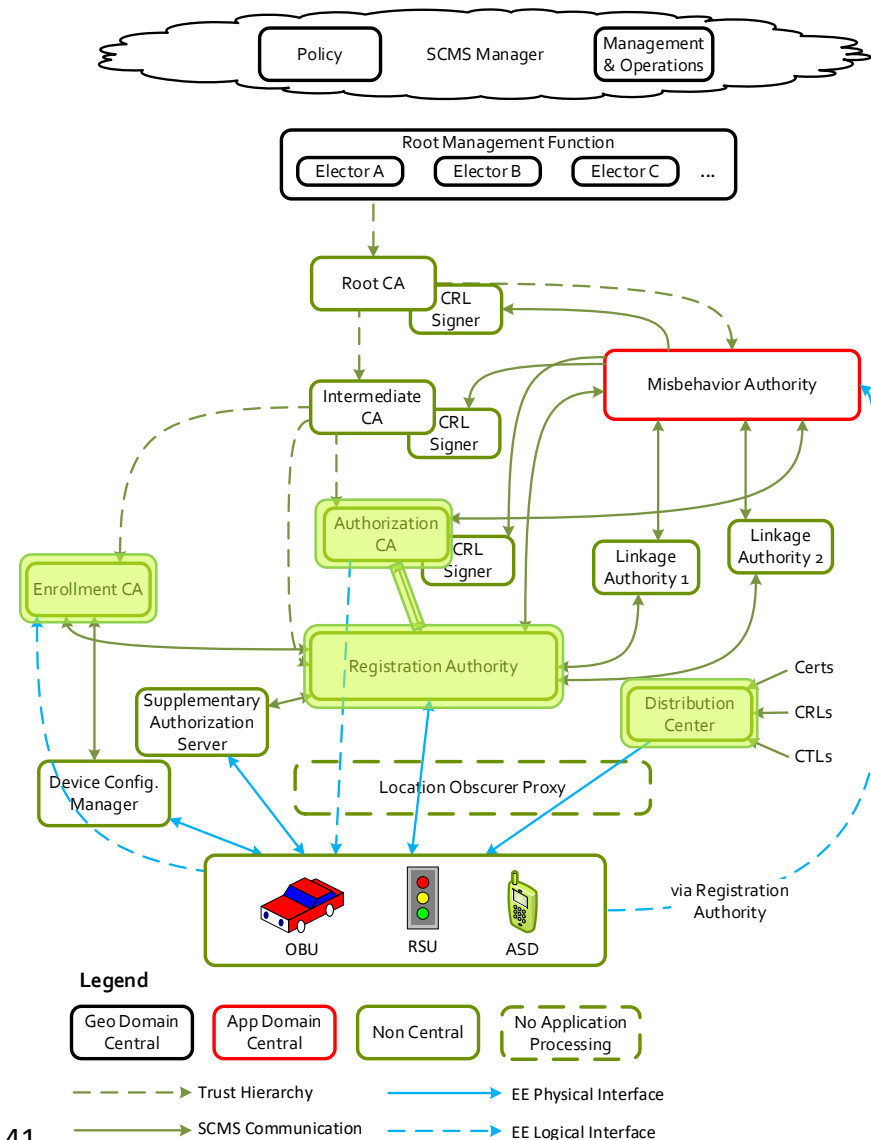 Policy
SCMS Manager
Management
& Operations
Root Management Function
Elector A
Elector B
Elector C
...
Root CA
CRL
Signer
Misbehavior Authority
Intermediate
CA
CRL
Signer
Authorization
CA
CRL
Signer
Linkage
Authority 1
Linkage
Authority 2
Enrollment CA
Registration Authority
Supplementary
Authorization
Server
Distribution
Center
Certs
CRLs
CTLs
Device Config.
Manager
Location Obscurer Proxy
via Registration
Authority
OBU
RSU
ASD
Legend
Geo Domain
Central
App Domain
Central
Non Central
No Application
Processing
Trust Hierarchy
EE Physical Interface
SCMS Communication
EE Logical Interface
41